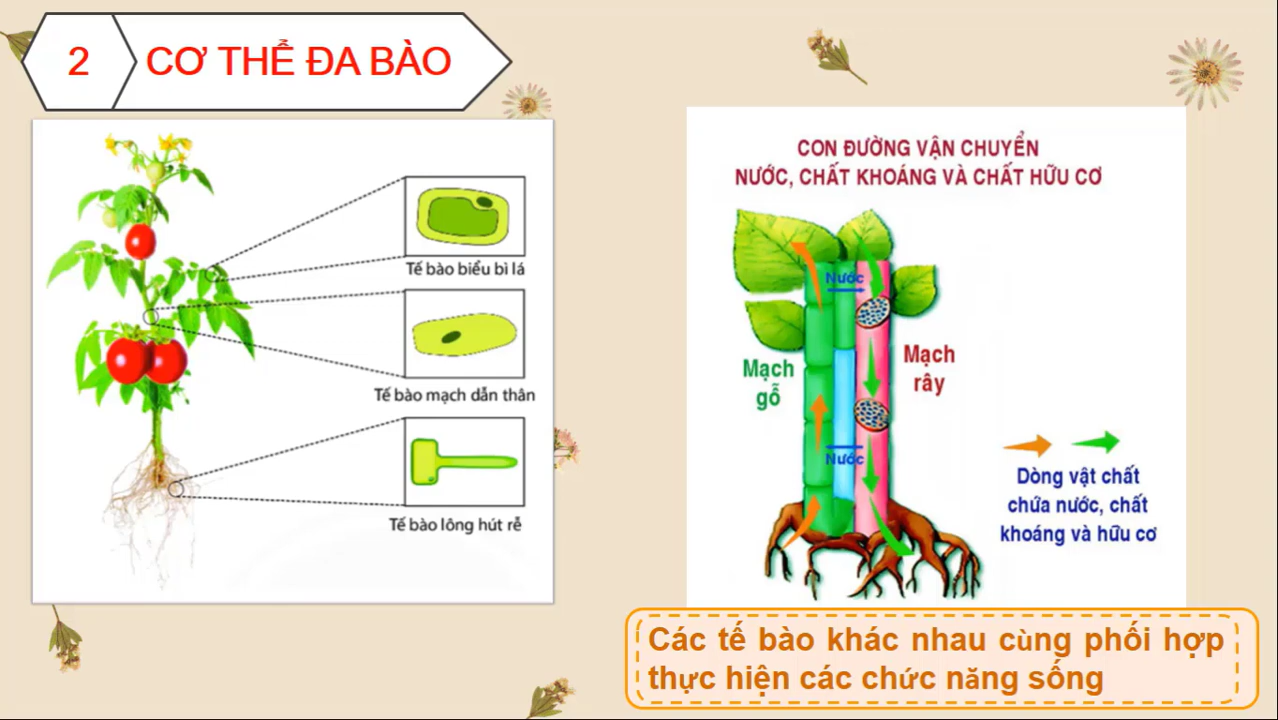 2 CƠ THỂ ĐA BÀO
Tế bào biểu bì lá
Tế bào mạch dẫn thân
Tế bào lông hút rễ
CON ĐƯỜNG VẬN CHUYỂN
NƯỚC, CHẤT KHOÁNG VÀ CHẤT HỮU CƠ
Nước
Mạch
gỗ
Mạch
rây
Nước
Dòng vật chất
chứa nước, chất
khoáng và hữu cơ
Các tế bào khác nhau cùng phối hợp
thực hiện các chức năng sống